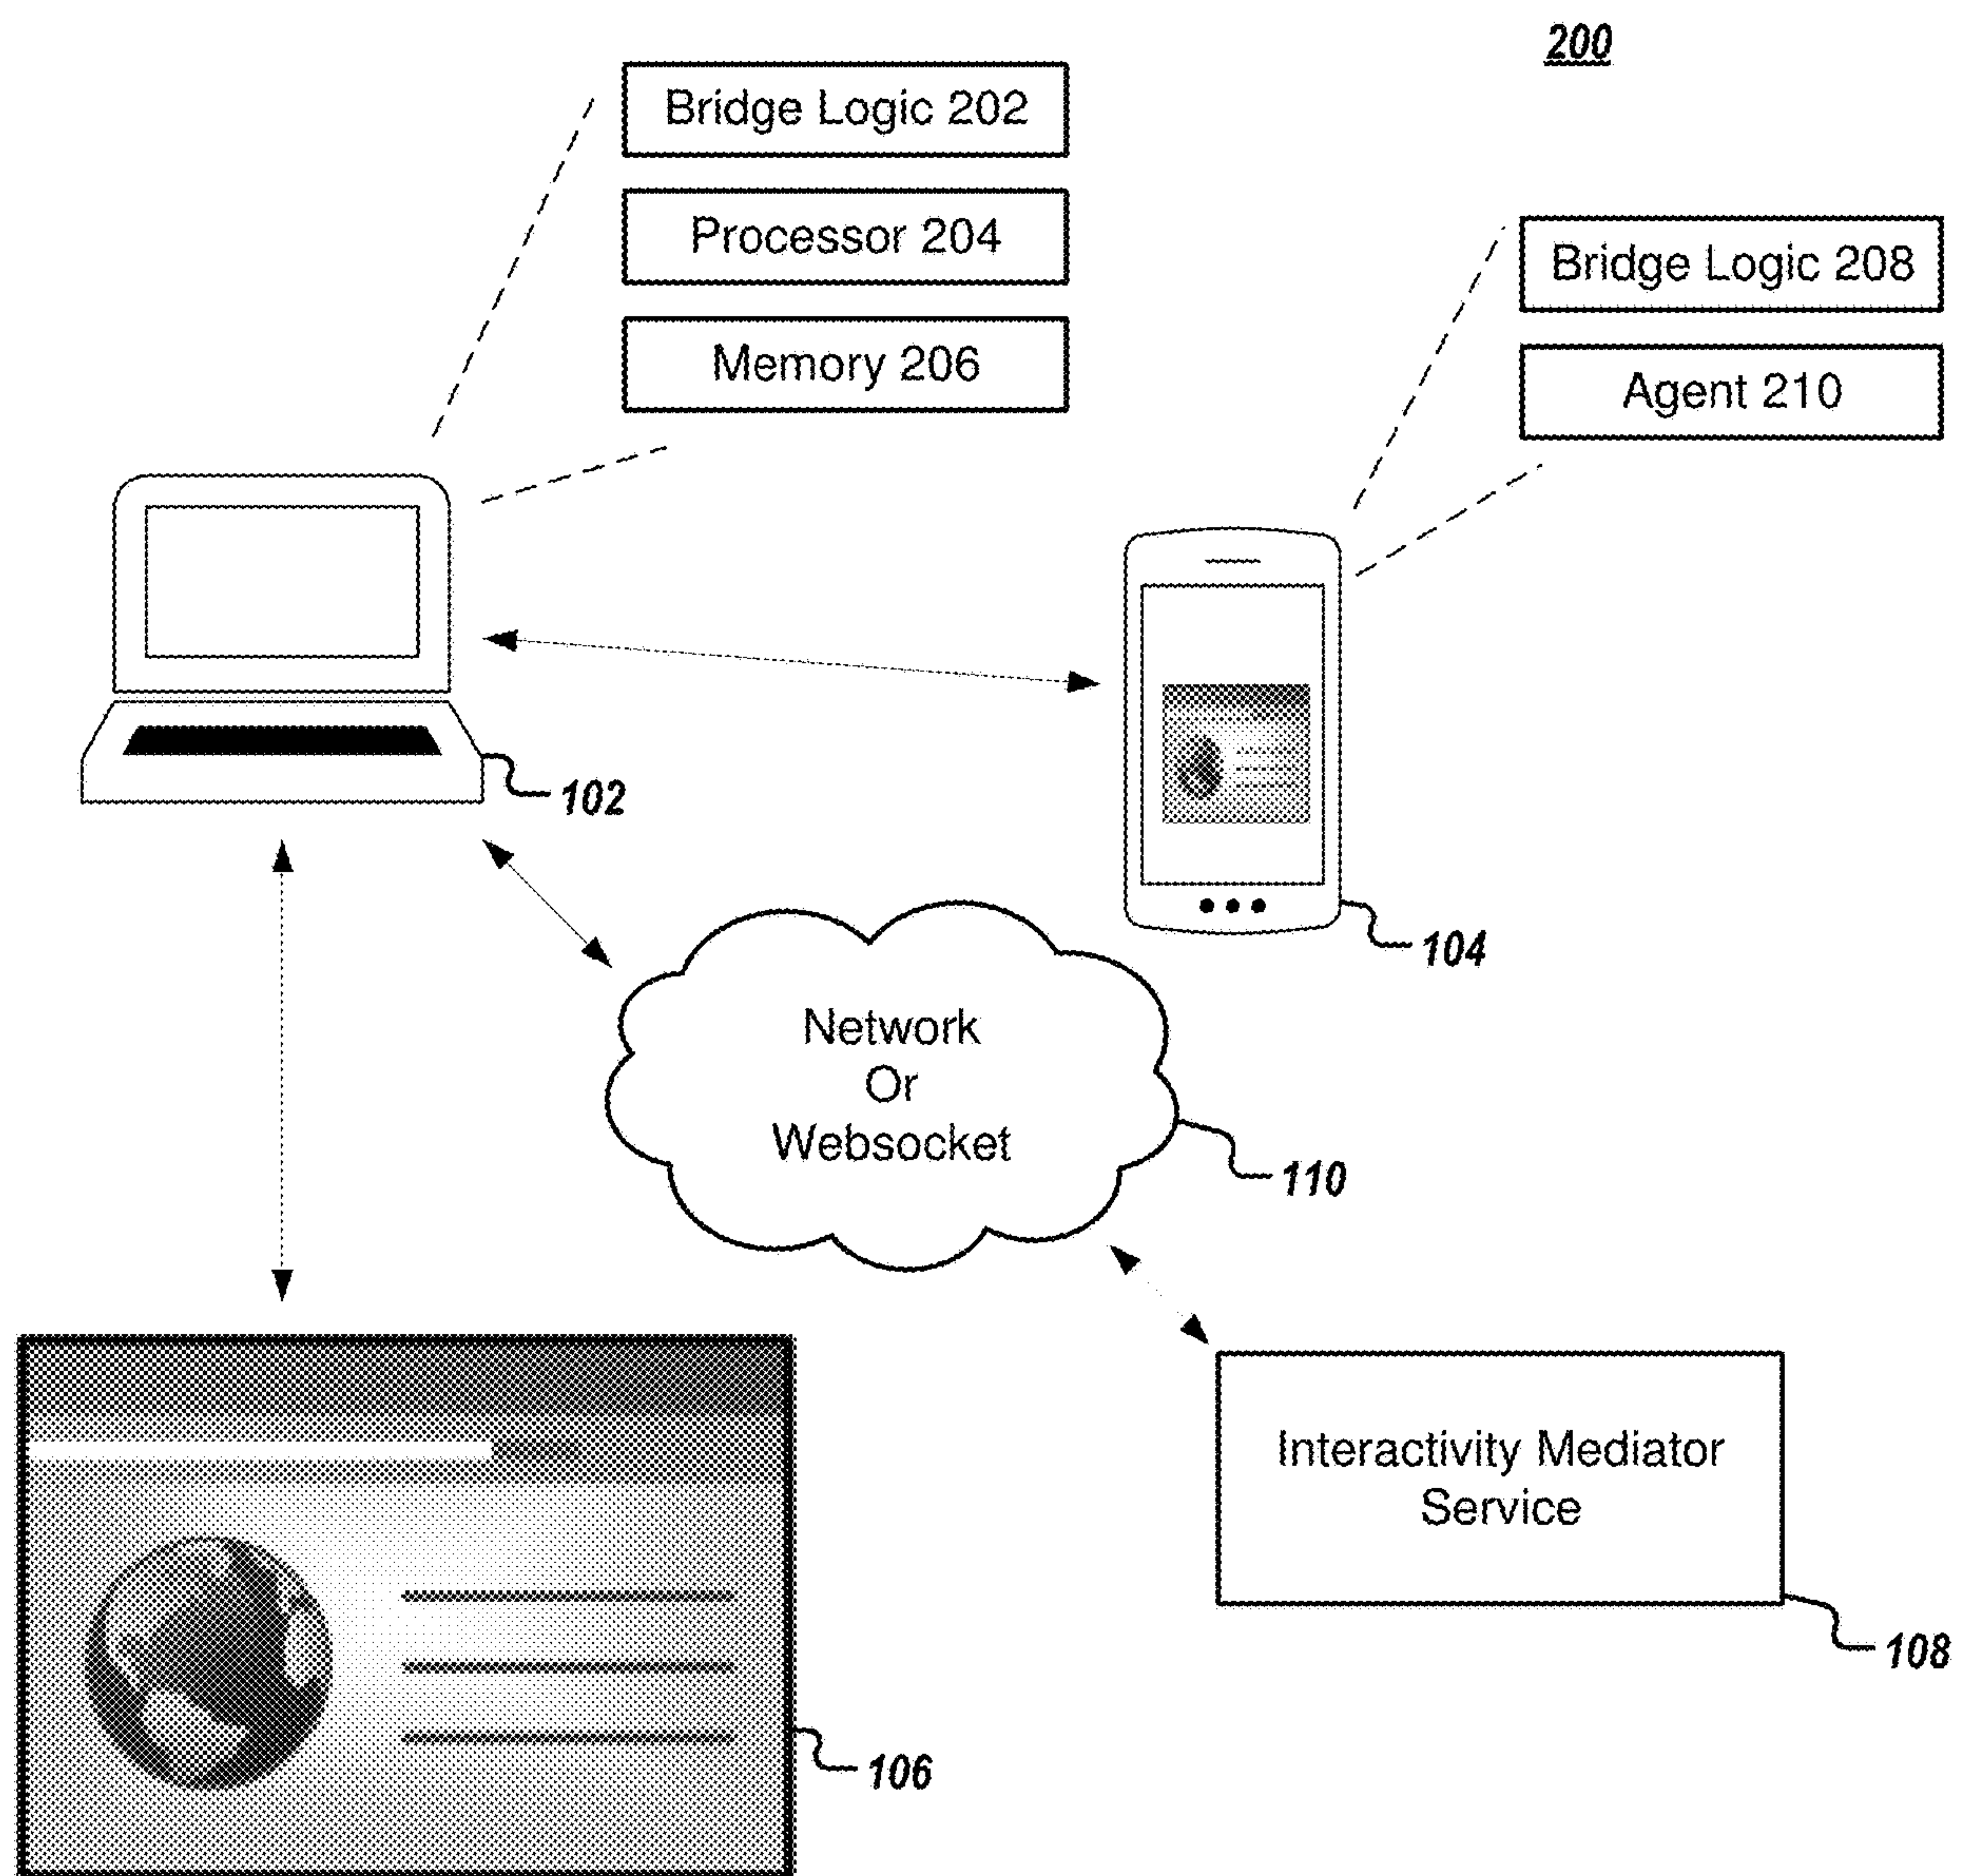 200
Bridge Logic 202
Processor 204
Memory 206
Bridge Logic 208
Agent 210
102
104
Network
Or
Websocket
110
Interactivity Mediator
Service
108
106